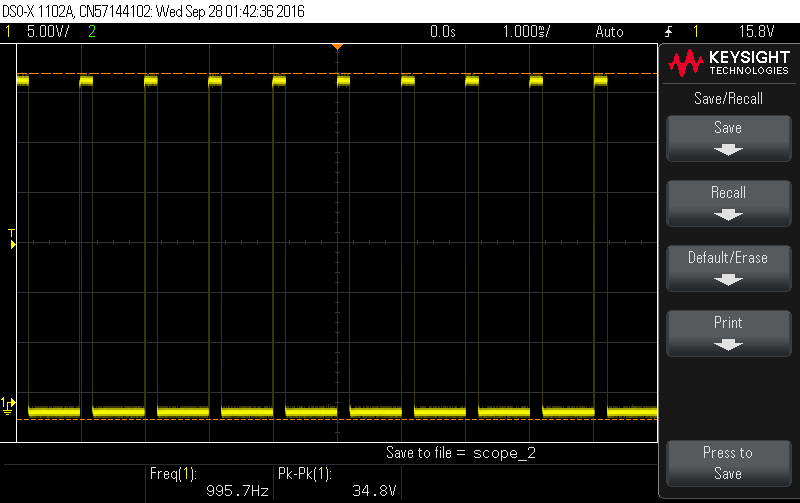 DSO-X 1102A, CN57144102: Wed Sep 28 01:42:36 2016
1 5.00V/ 2 0.0s 1.000ms/ Auto 1 15.8V
KEYSIGHT
TECHNOLOGIES
Save/Recall
Save
Recall
T
Default/Erase
Print
1
Save to file = scope_2
Press to
Save
Freq(1): Pk-Pk(1):
995.7Hz 34.8V